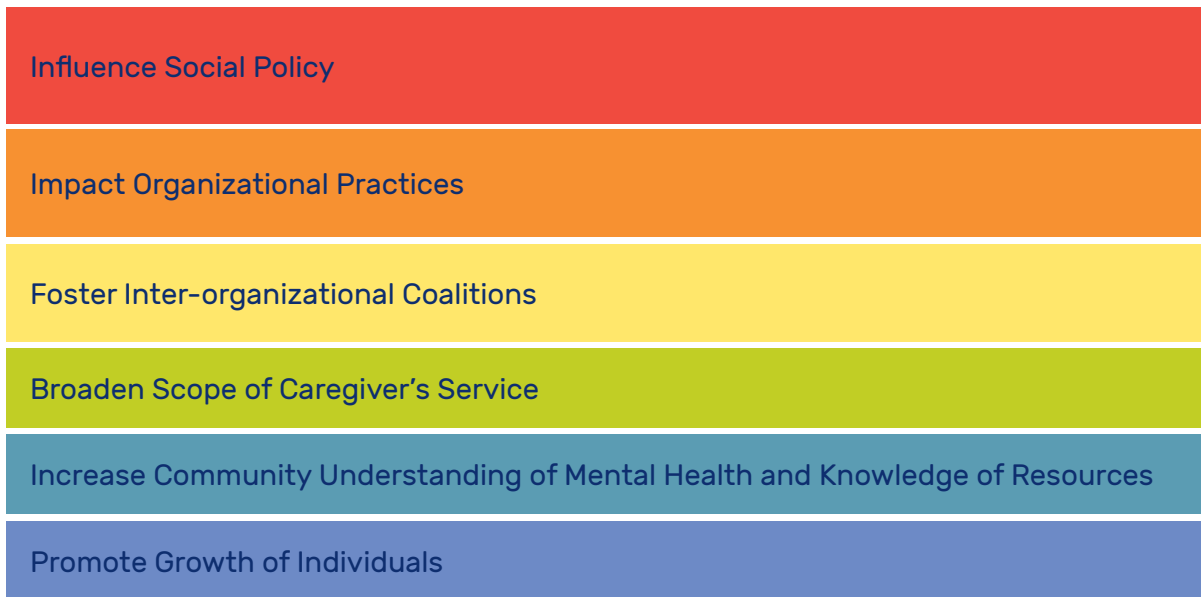 Influence Social Policy
Impact Organizational Practices
Foster Inter-organizational Coalitions
Broaden Scope of Caregiver’s Service
Increase Community Understanding of Mental Health and Knowledge of Resources
Promote Growth of Individuals